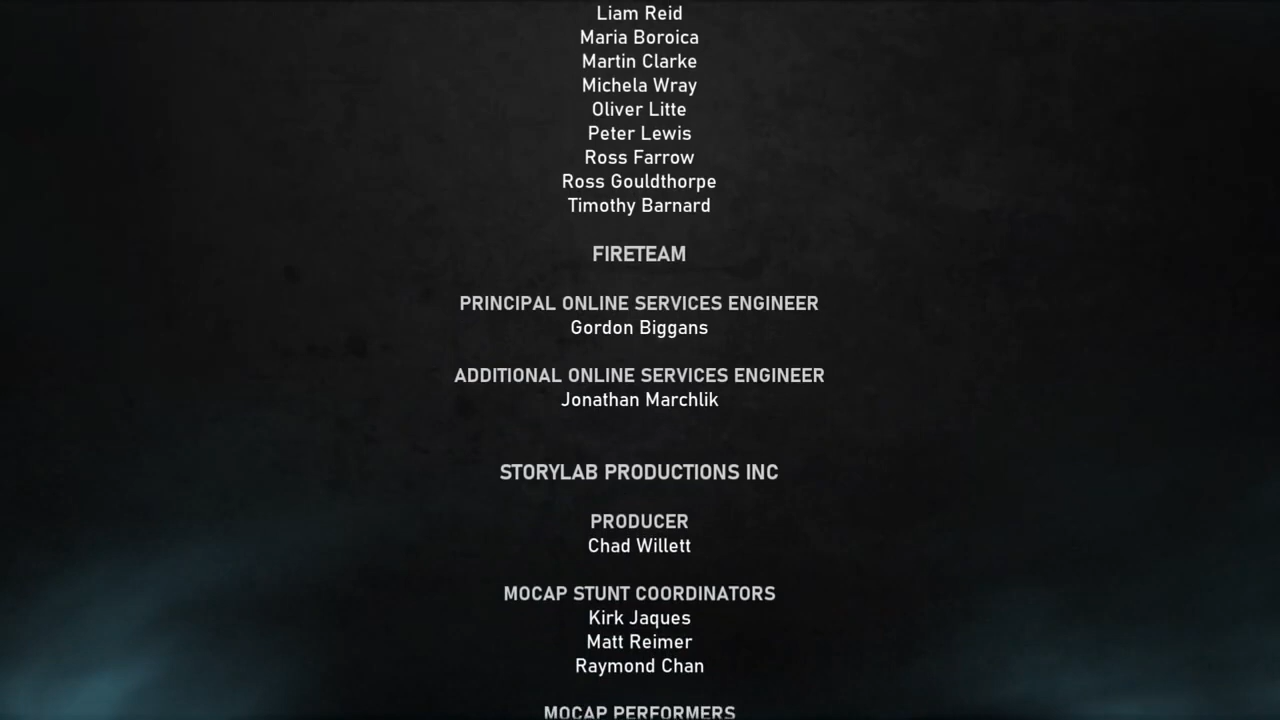 Liam Reid
Maria Boroica
Martin Clarke
Michela Wray
Oliver Litte
Peter Lewis
Ross Farrow
Ross Gouldthorpe
Timothy Barnard
FIRETEAM
PRINCIPAL ONLINE SERVICES ENGINEER
Gordon Biggans
ADDITIONAL ONLINE SERVICES ENGINEER
Jonathan Marchlik
STORYLAB PRODUCTIONS INC
PRODUCER
Chad Willett
MOCAP STUNT COORDINATORS
Kirk Jaques
Matt Reimer
Raymond Chan
MOCAP PERFORMERS